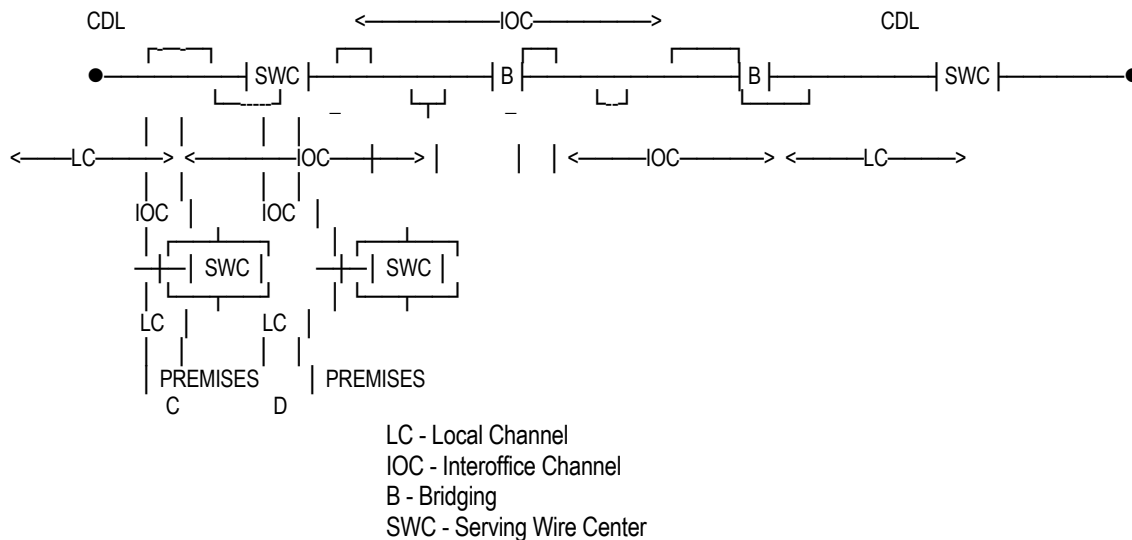 CDL IOC CDL
SWC B B SWC
LC IOC IOC LC
IOC IOC
SWC SWC
LC LC
PREMISES PREMISES
C D
LC - Local Channel
IOC - Interoffice Channel
B - Bridging
SWC - Serving Wire Center